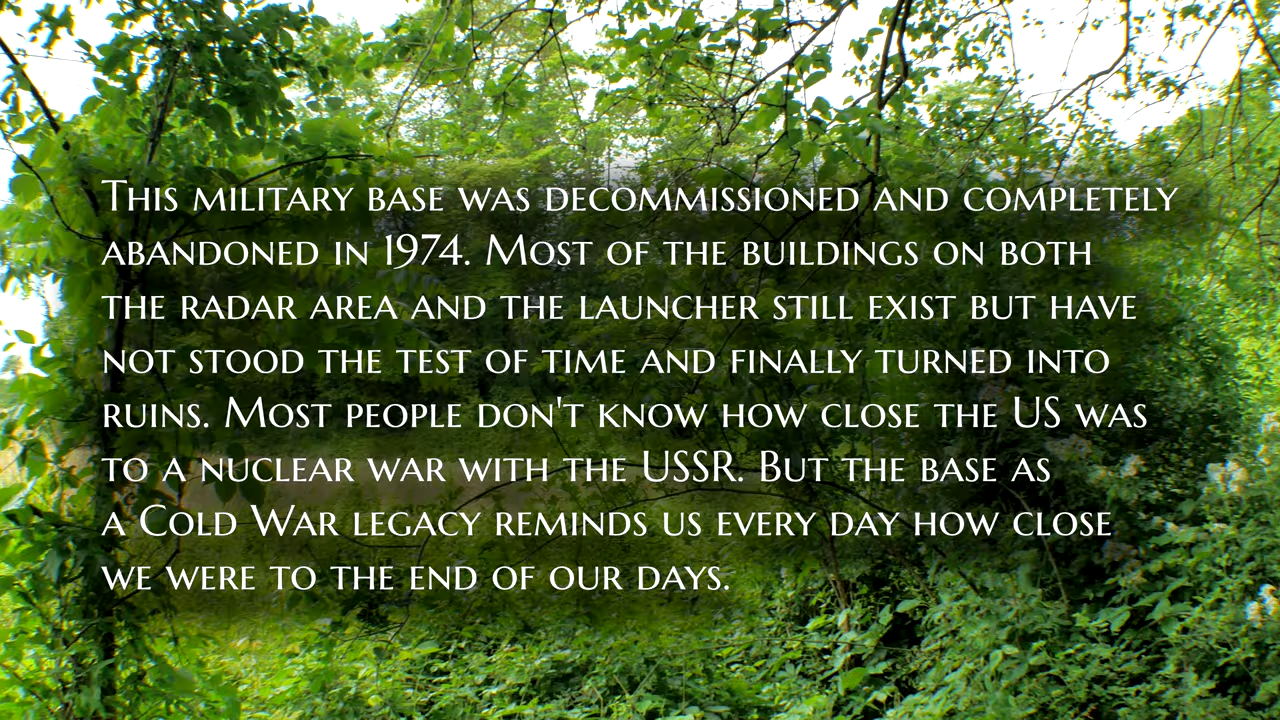 This military base was decommissioned and completely
abandoned in 1974. Most of the buildings on both
the radar area and the launcher still exist but have
not stood the test of time and finally turned into
ruins. Most people don't know how close the US was
to a nuclear war with the USSR. But the base as
a Cold War legacy reminds us every day how close
we were to the end of our days.